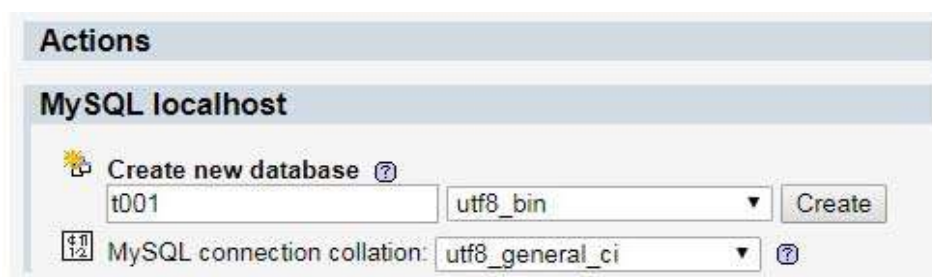 Actions
MySQL localhost
Create new database
t001 utf8_bin Create
MySQL connection collation: utf8_general_ci